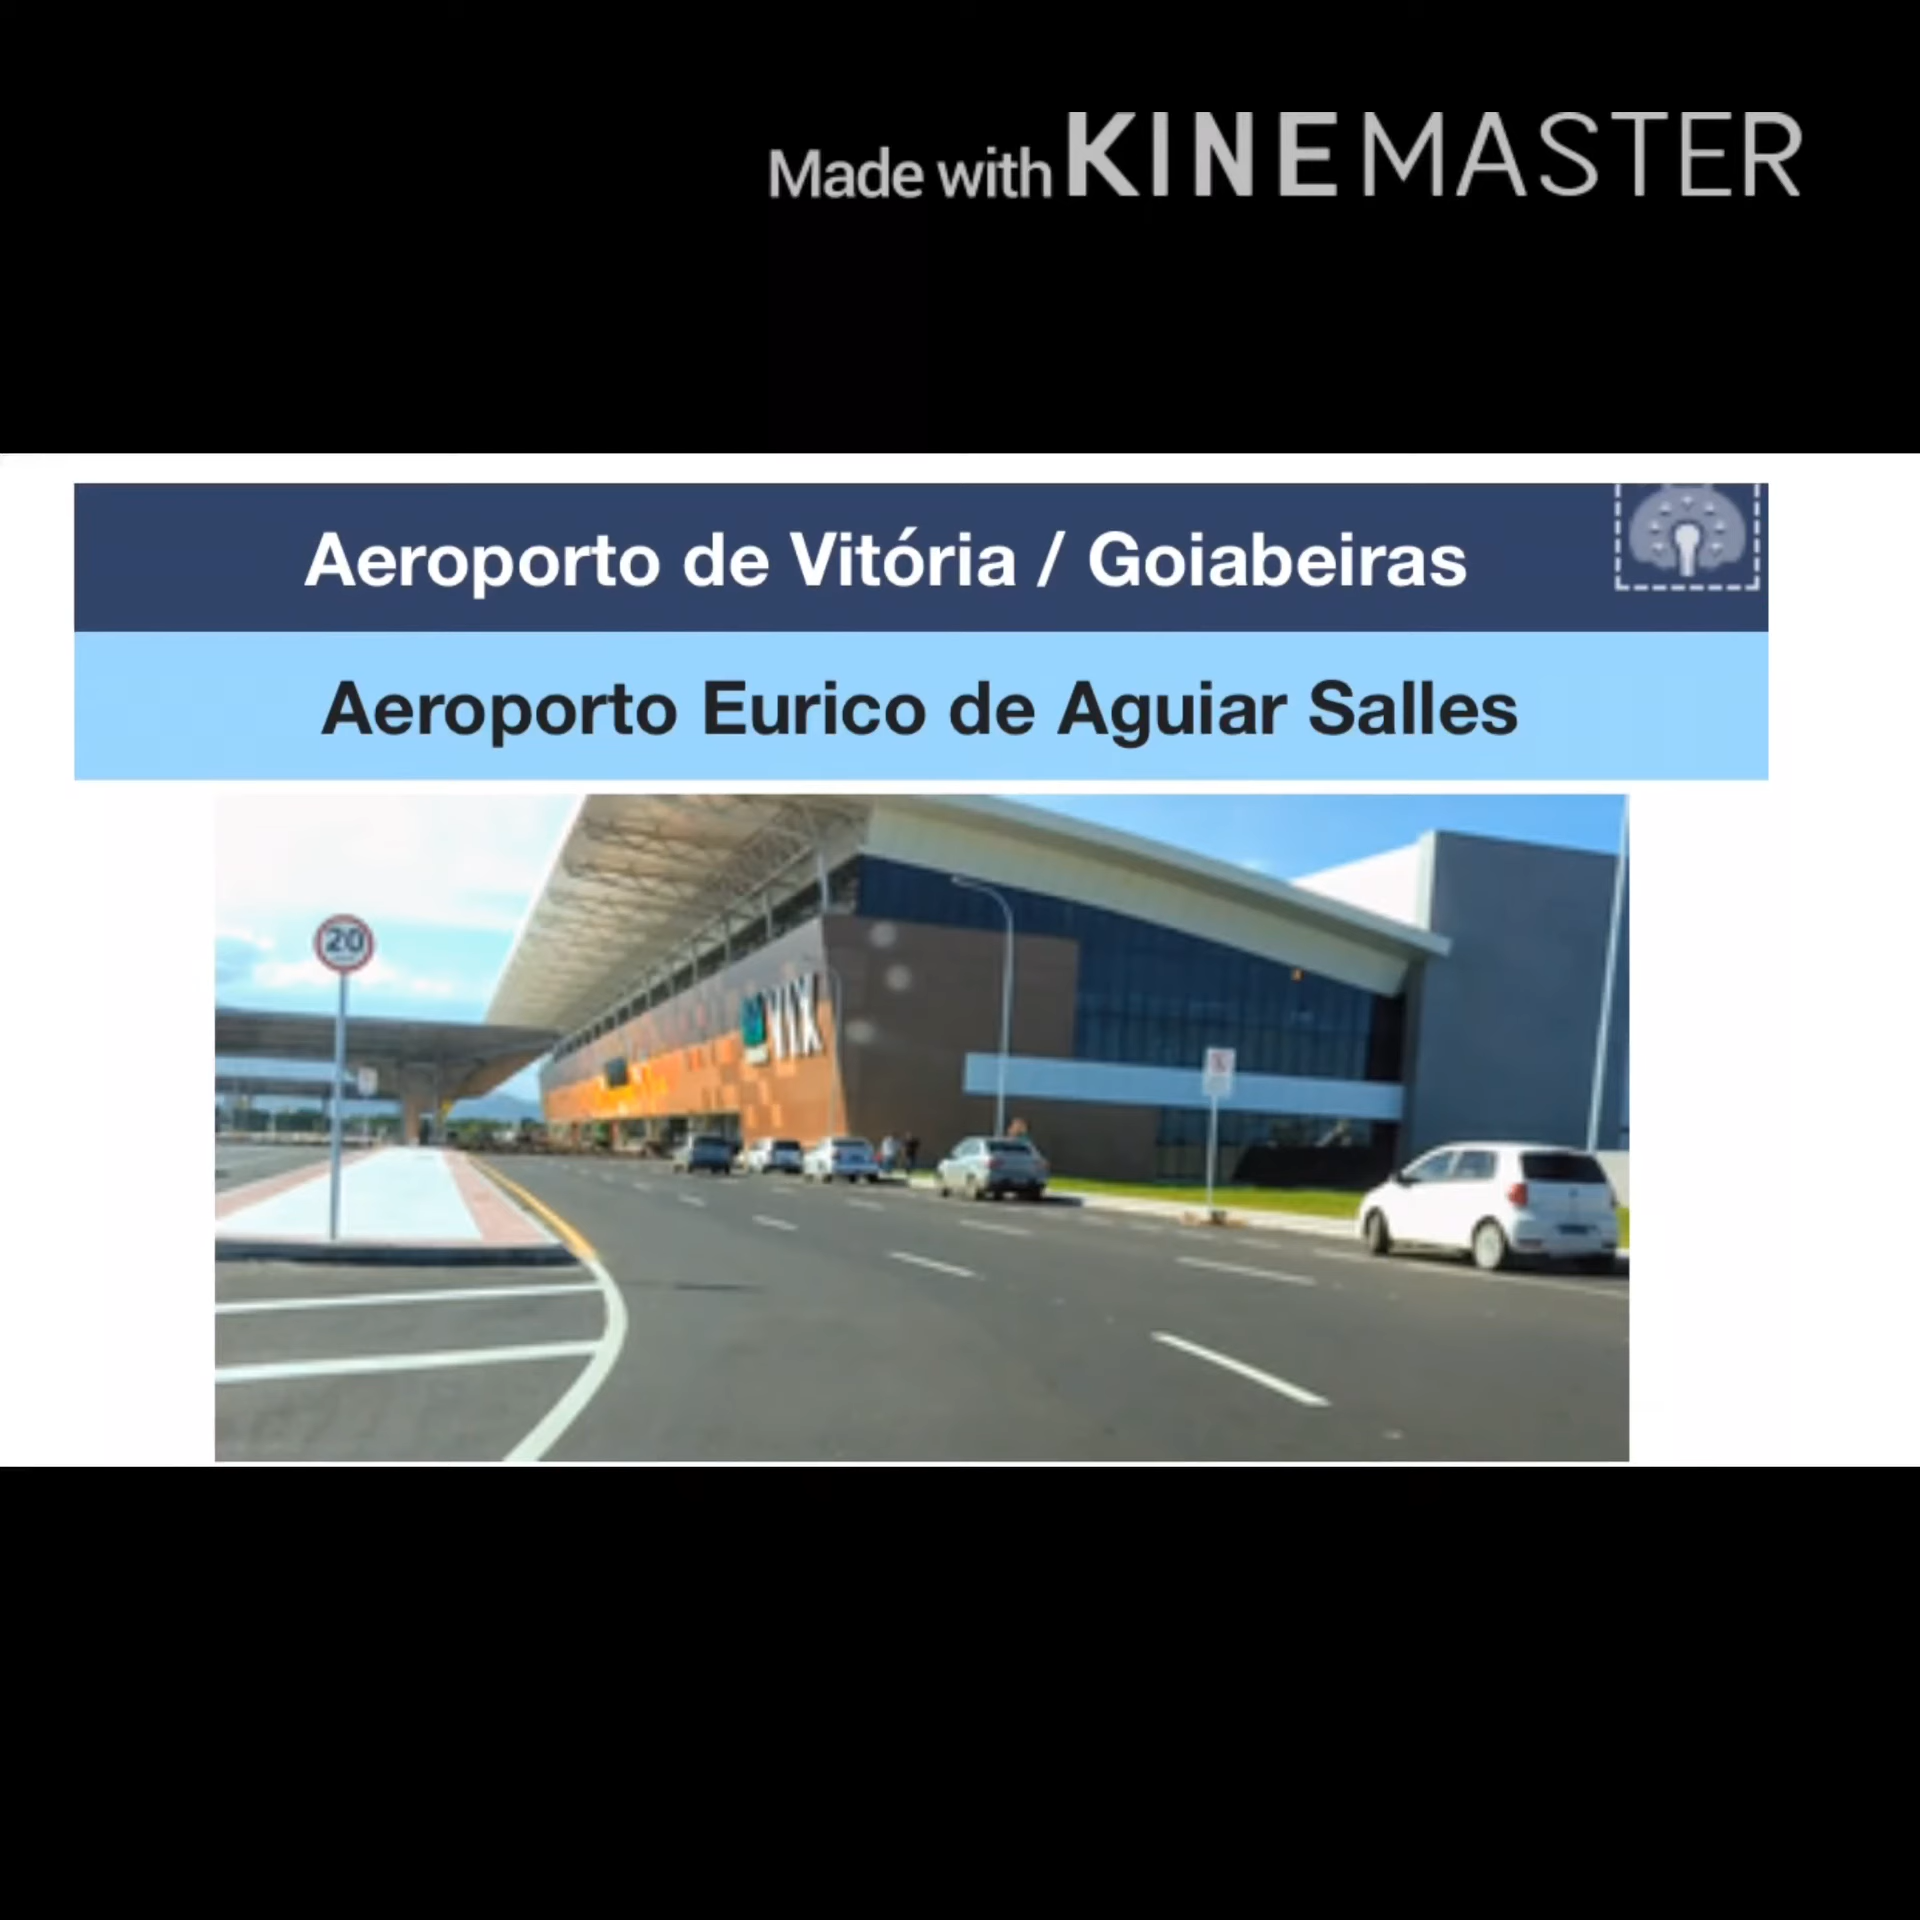 Made with KINEMASTER
Aeroporto de Vitória / Goiabeiras
Aeroporto Eurico de Aguiar Salles
20
VIX